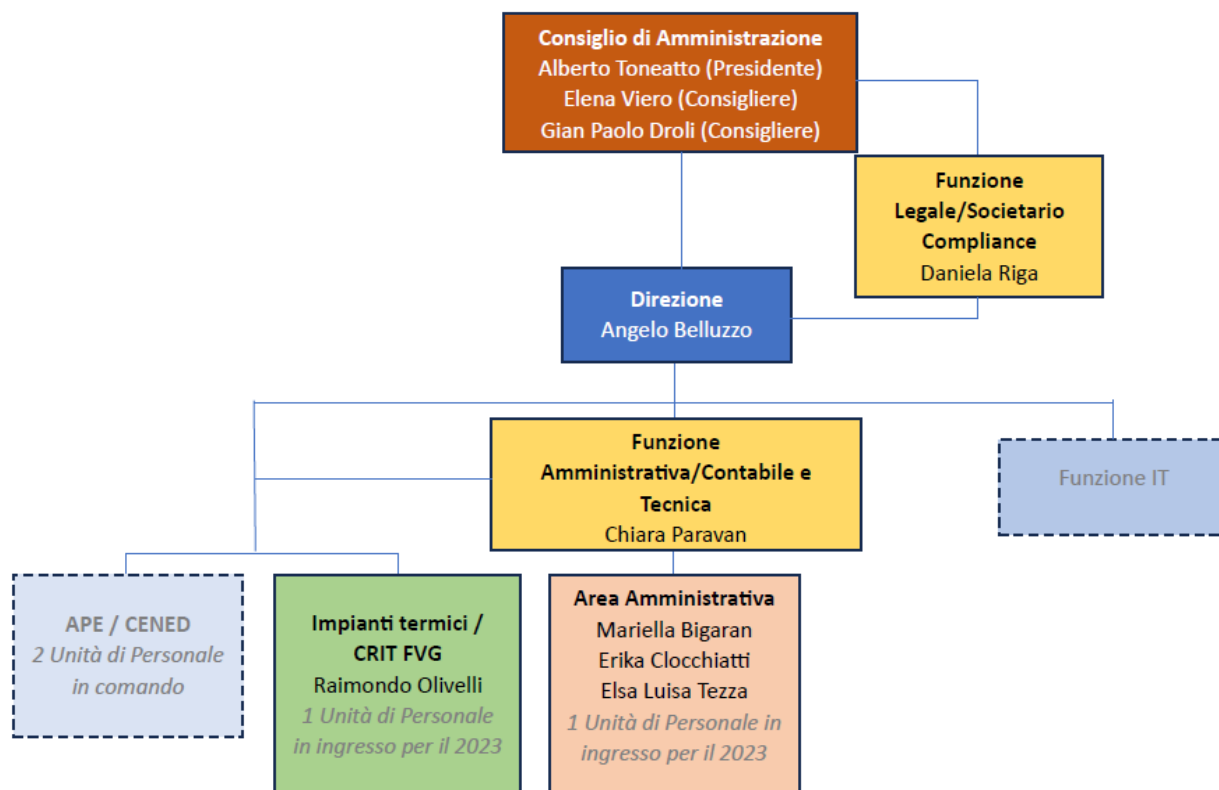 Consiglio di Amministrazione
Alberto Toneatto (Presidente)
Elena Viero (Consigliere)
Gian Paolo Droli (Consigliere)
Funzione
Legale/Societario
Compliance
Daniela Riga
Direzione
Angelo Belluzzo
Funzione
Amministrativa/Contabile e
Tecnica
Chiara Paravan
Funzione IT
APE / CENED
2 Unità di Personale
in comando
Impianti termici /
CRIT FVG
Raimondo Olivelli
1 Unità di Personale
in ingresso per il 2023
Area Amministrativa
Mariella Bigaran
Erika Clocchiatti
Elsa Luisa Tezza
1 Unità di Personale in
ingresso per il 2023